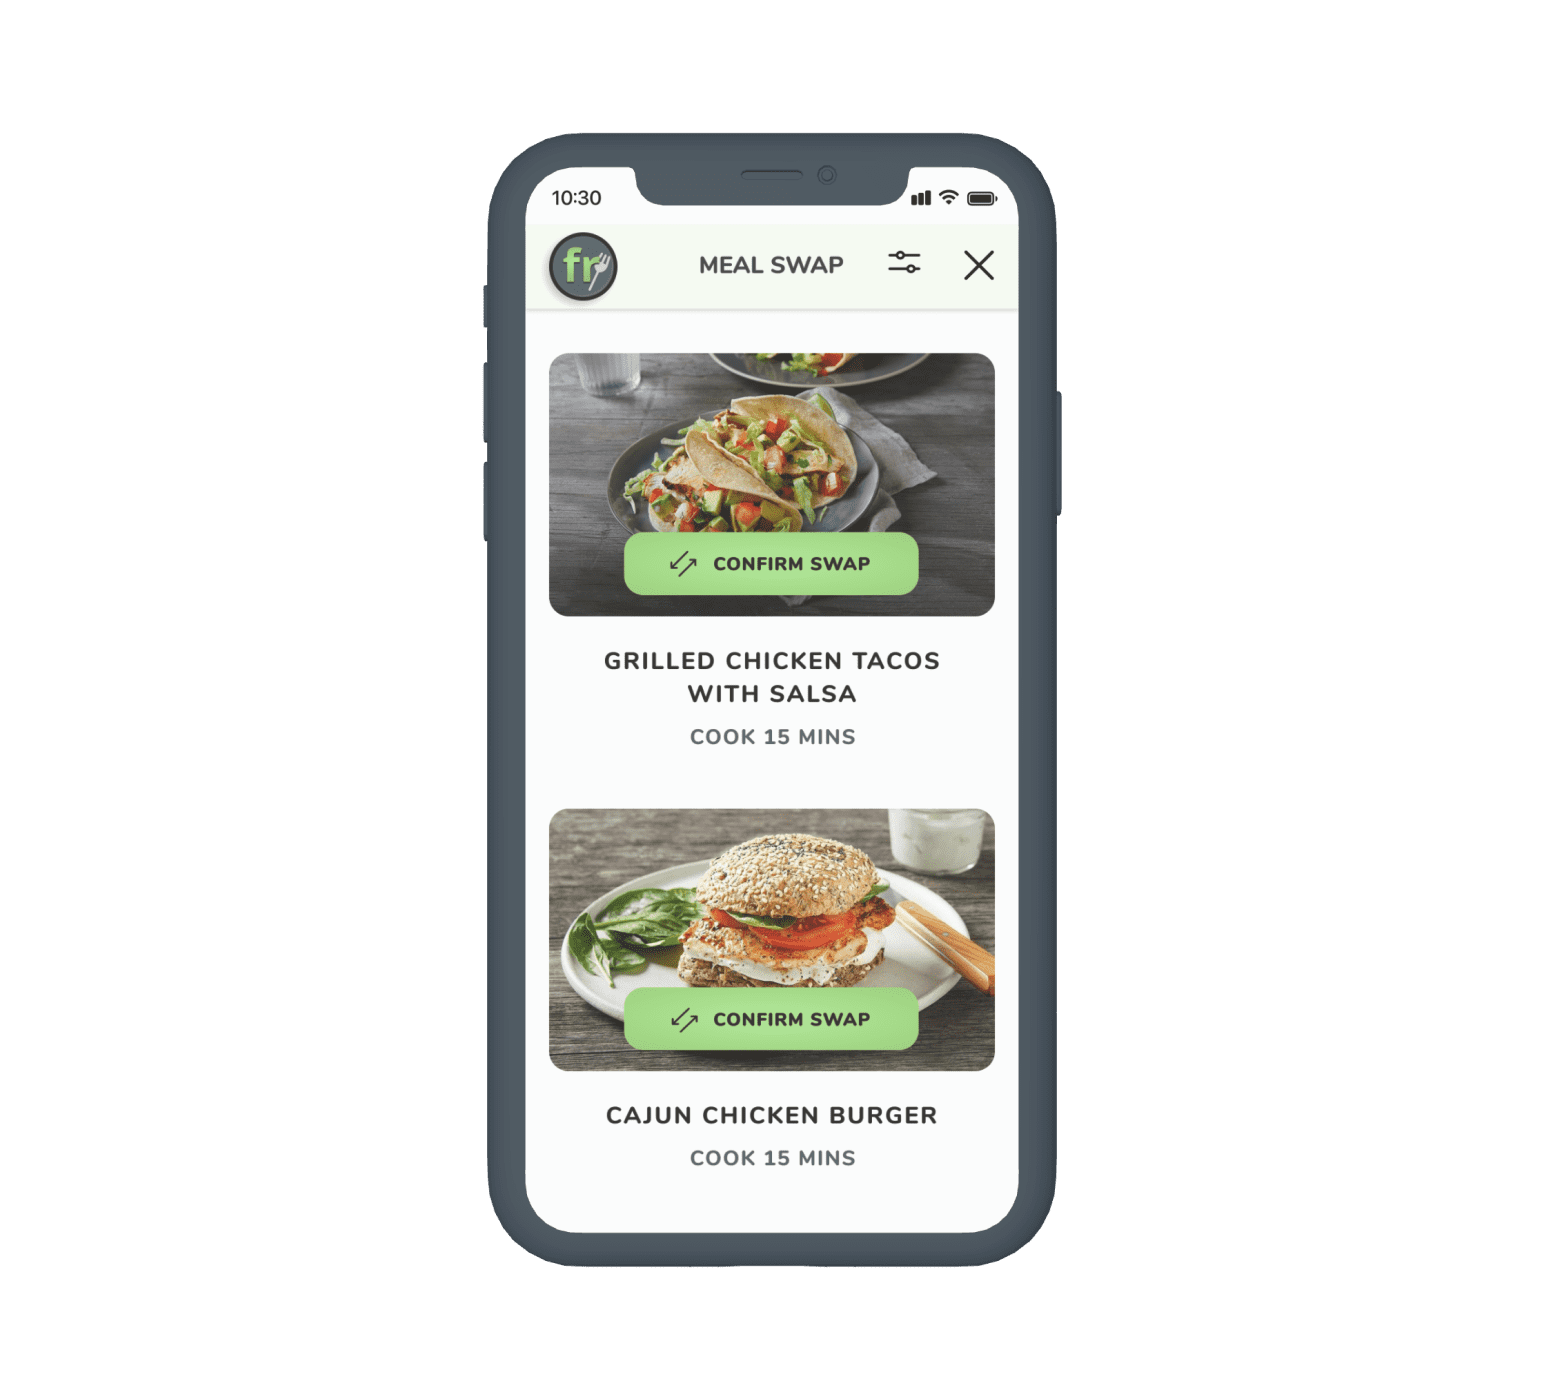 10:30
fr
MEAL SWAP
CONFIRM SWAP
GRILLED CHICKEN TACOS
WITH SALSA
COOK 15 MINS
CONFIRM SWAP
CAJUN CHICKEN BURGER
COOK 15 MINS